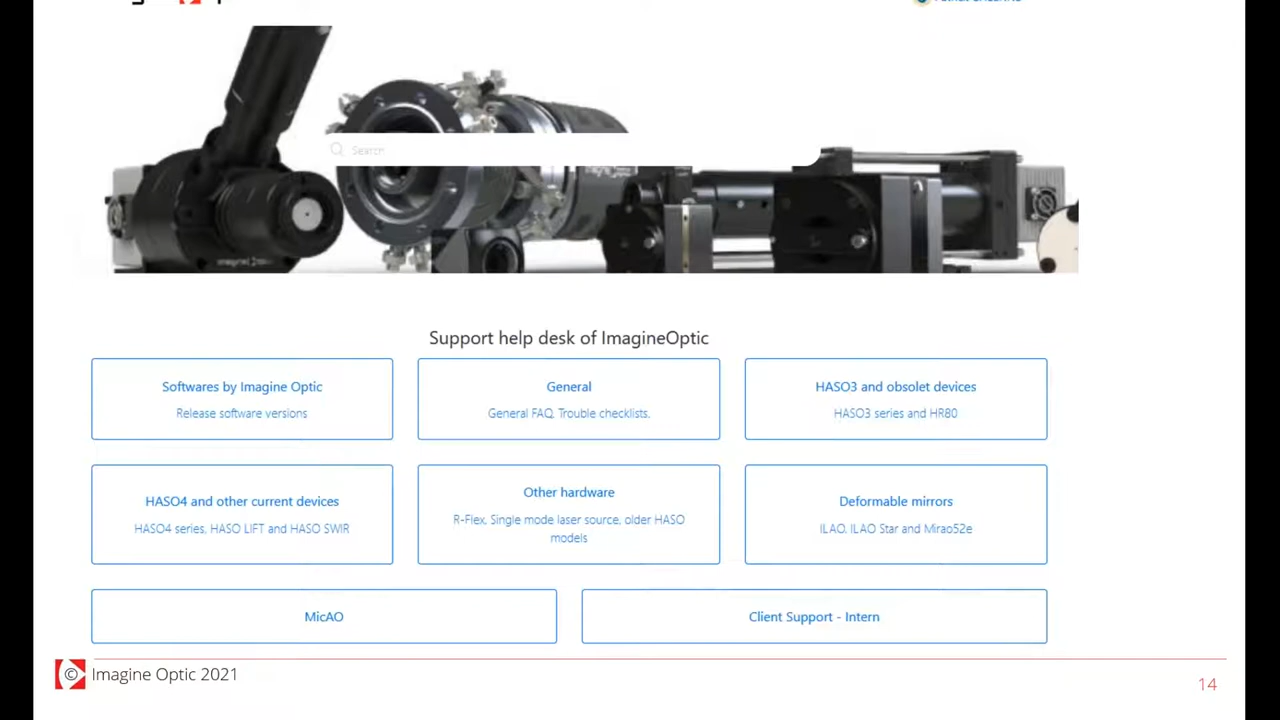 Search
Support help desk of ImagineOptic
Softwares by Imagine Optic
Release software versions
General
General FAQ, Trouble checklists.
HASO3 and obsolet devices
HASO3 series and HR80
HASO4 and other current devices
HASO4 series, HASO LIFT and HASO SWIR
Other hardware
R-Flex, Single mode laser source, older HASO
models
Deformable mirrors
ILAO, ILAO Star and Mirao52e
MicAO
Client Support - Intern
© Imagine Optic 2021
14